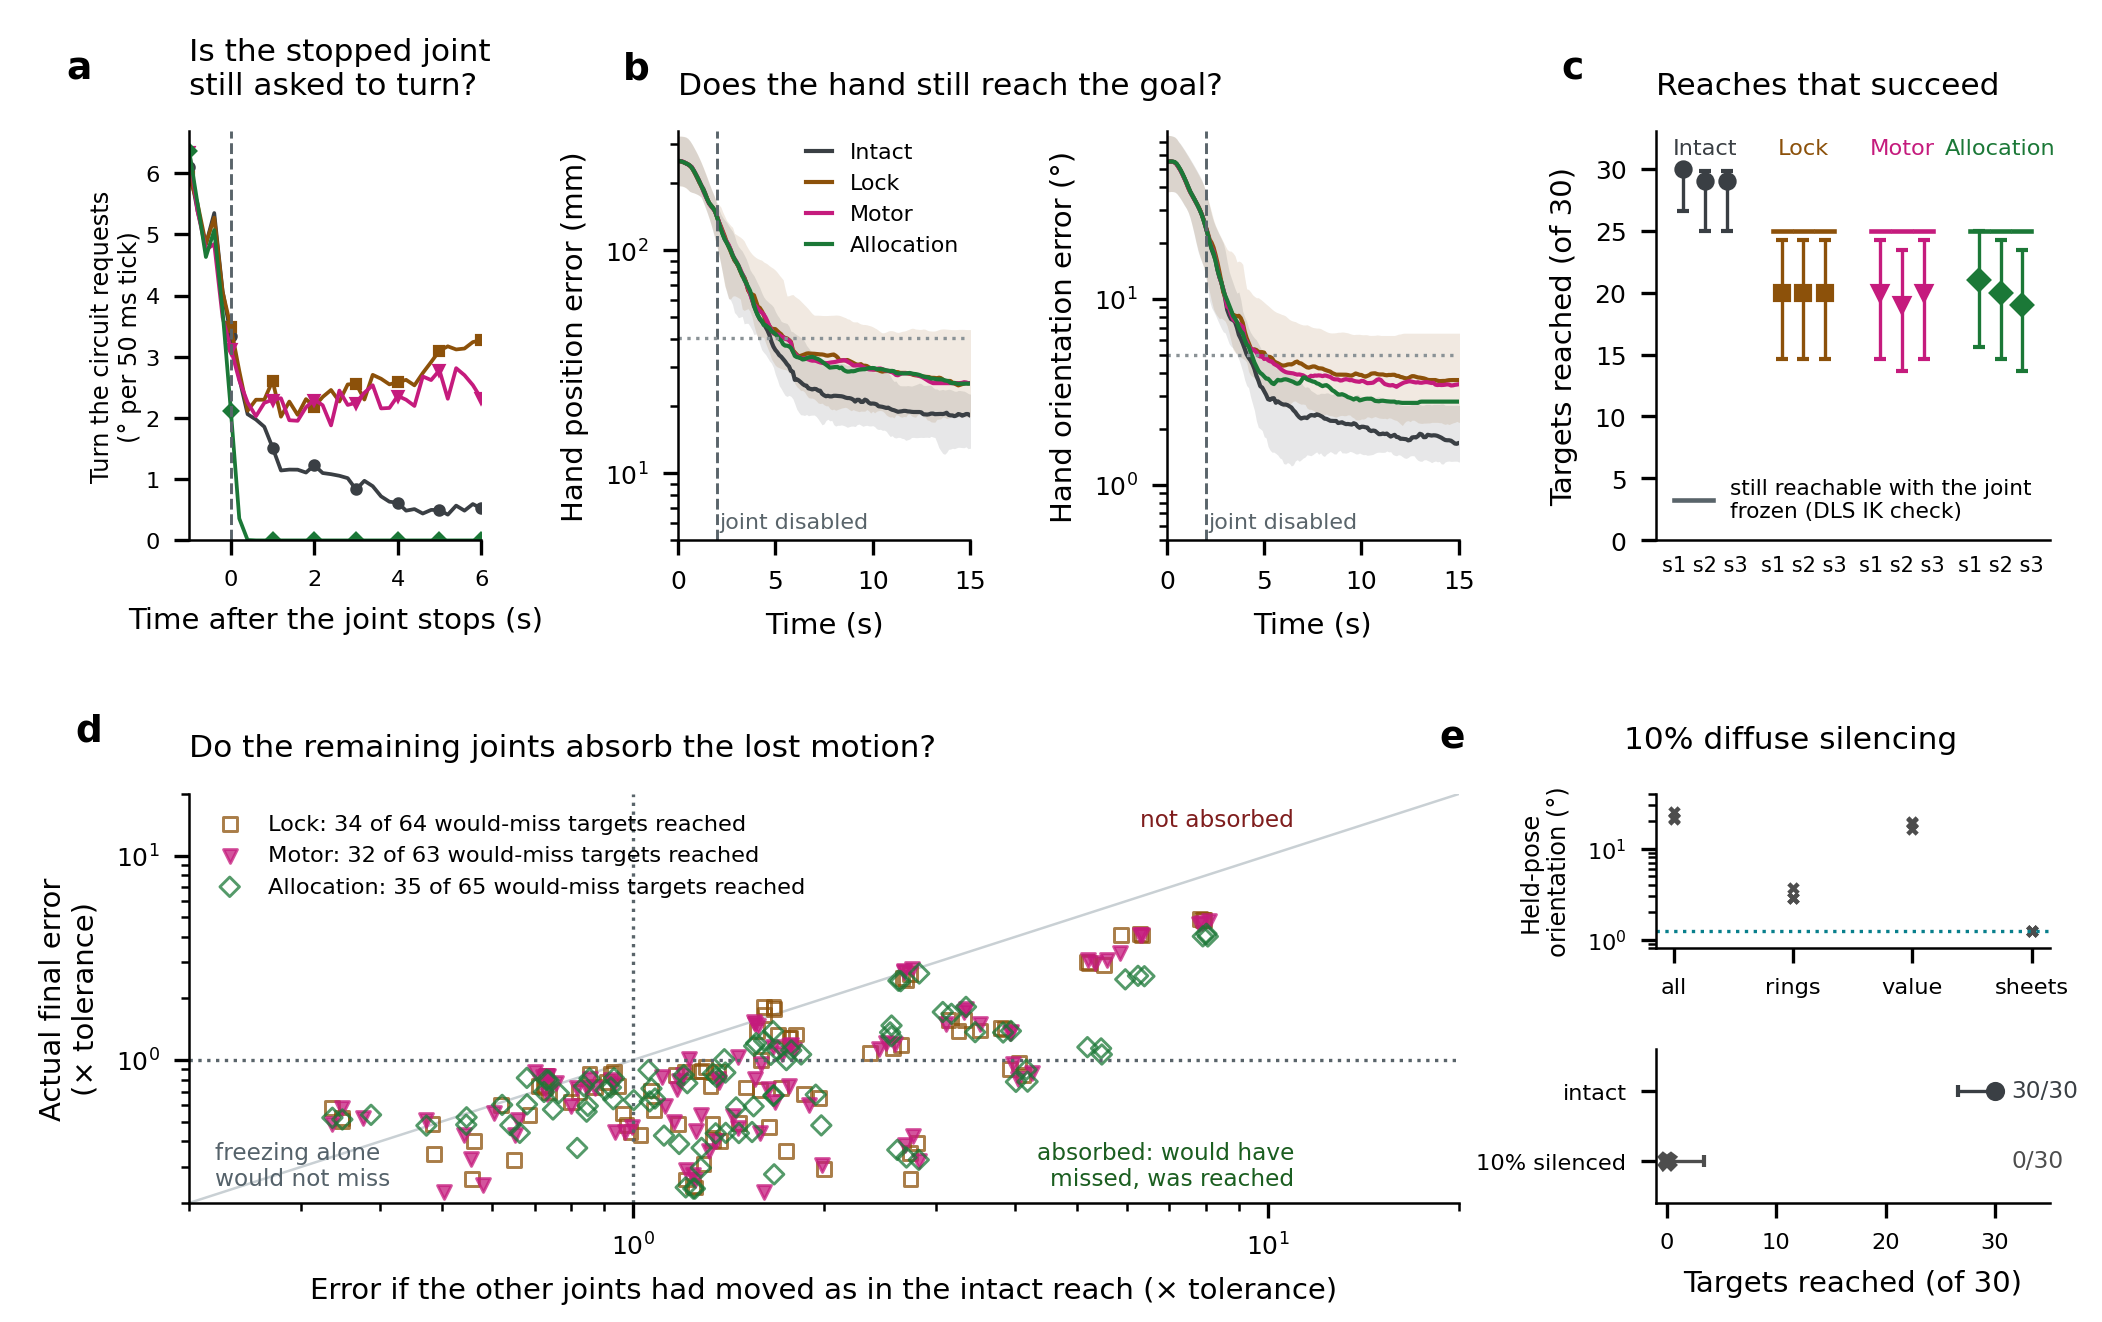 a
Is the stopped joint
still asked to turn?
Turn the circuit requests
(° per 50 ms tick)
6
5
4
3
2
1
0
0 2 4 6
Time after the joint stops (s)
b
Does the hand still reach the goal?
Hand position error (mm)
10²
10¹
Intact
Lock
Motor
Allocation
joint disabled
0 5 10 15
Time (s)
Hand orientation error (°)
10¹
10⁰
joint disabled
0 5 10 15
Time (s)
c
Reaches that succeed
Targets reached (of 30)
30
25
20
15
10
5
0
Intact Lock Motor Allocation
still reachable with the joint
frozen (DLS IK check)
s1 s2 s3 s1 s2 s3 s1 s2 s3 s1 s2 s3
d
Do the remaining joints absorb the lost motion?
Actual final error
(× tolerance)
10¹
10⁰
Lock: 34 of 64 would-miss targets reached
Motor: 32 of 63 would-miss targets reached
Allocation: 35 of 65 would-miss targets reached
not absorbed
freezing alone
would not miss
absorbed: would have
missed, was reached
10⁰ 10¹
Error if the other joints had moved as in the intact reach (× tolerance)
e
10% diffuse silencing
Held-pose
orientation (°)
10¹
10⁰
all rings value sheets
intact
30/30
10% silenced
0/30
0 10 20 30
Targets reached (of 30)